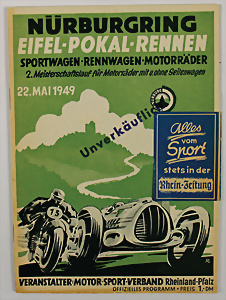 NÜRBURGRING
EIFEL-POKAL-RENNEN
SPORTWAGEN·RENNWAGEN·MOTORRÄDER
2. Meisterschaftslauf für Motorräder mit u. ohne Seitenwagen
22. MAI 1949
Unverkäuflich
Alles
vom
Sport
stets in der
Rhein-Zeitung
73
VERANSTALTER·MOTOR-SPORT-VERBAND Rheinland-Pfalz
OFFIZIELLES PROGRAMM · PREIS 1.-DM